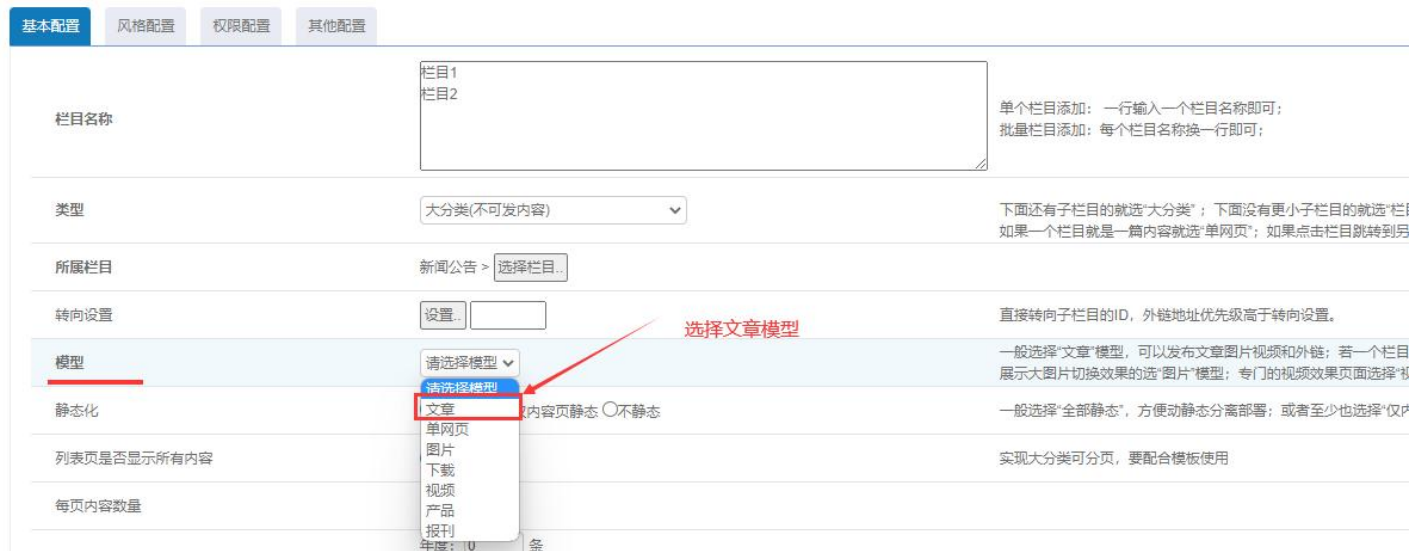 基本配置 风格配置 权限配置 其他配置
栏目名称
栏目1
栏目2
单个栏目添加： 一行输入一个栏目名称即可；
批量栏目添加：每个栏目名称换一行即可；
类型
大分类(不可发内容)
下面还有子栏目的就选“大分类”；下面没有更小子栏目的就选“栏目
如果一个栏目就是一篇内容就选“单网页”；如果点击栏目跳转到另
所属栏目
新闻公告 > 选择栏目..
转向设置
设置..
直接转向子栏目的ID，外链地址优先级高于转向设置。
选择文章模型
模型
请选择模型
一般选择“文章”模型，可以发布文章图片视频和外链；若一个栏目
展示大图片切换效果的选“图片”模型；专门的视频效果页面选择“视
请选择模型
文章
单网页
图片
下载
视频
产品
报刊
静态化
内容页静态 不静态
一般选择“全部静态”，方便动静态分离部署；或者至少也选择“仅内
列表页是否显示所有内容
实现大分类可分页，要配合模板使用
每页内容数量
年度： 0 条